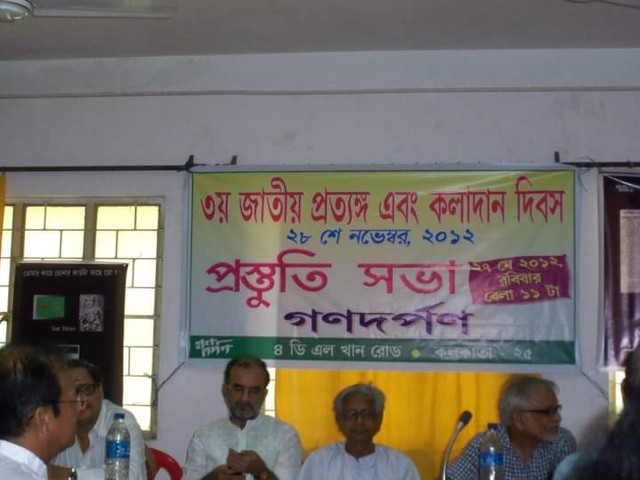 ৩য় জাতীয় প্রত্যঙ্গ এবং কলাদান দিবস
২৮ শে নভেম্বর, ২০১২
প্রস্তুতি সভা
২৭ মে ২০১২,
রবিবার
বেলা ১১ টা
গণদর্পণ
৪ ডি এল খান রোড কলকাতা - ২৫